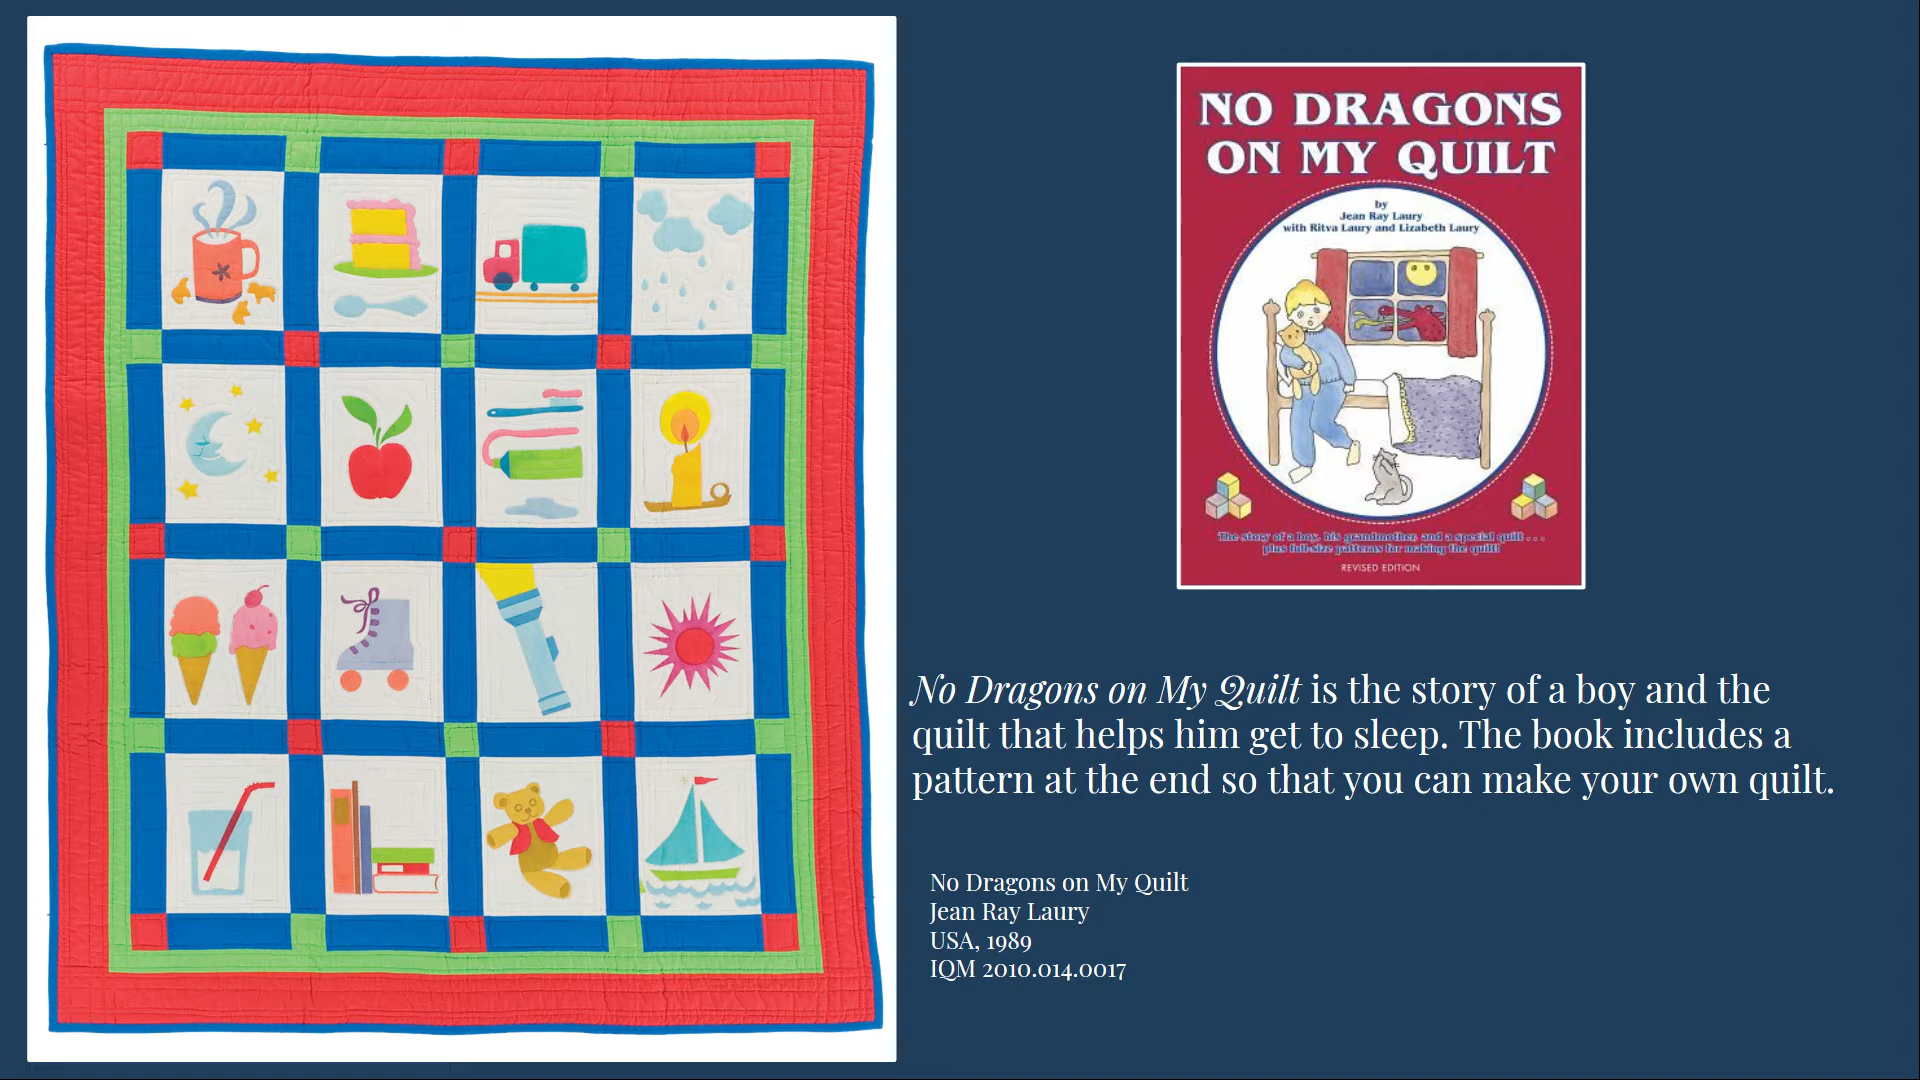 NO DRAGONS
ON MY QUILT
by
Jean Ray Laury
with Ritva Laury and Lizabeth Laury
The story of a boy, his grandmother, and a special quilt . . .
plus full-size patterns for making the quilt!
REVISED EDITION
No Dragons on My Quilt is the story of a boy and the
quilt that helps him get to sleep. The book includes a
pattern at the end so that you can make your own quilt.
No Dragons on My Quilt
Jean Ray Laury
USA, 1989
IQM 2010.014.0017